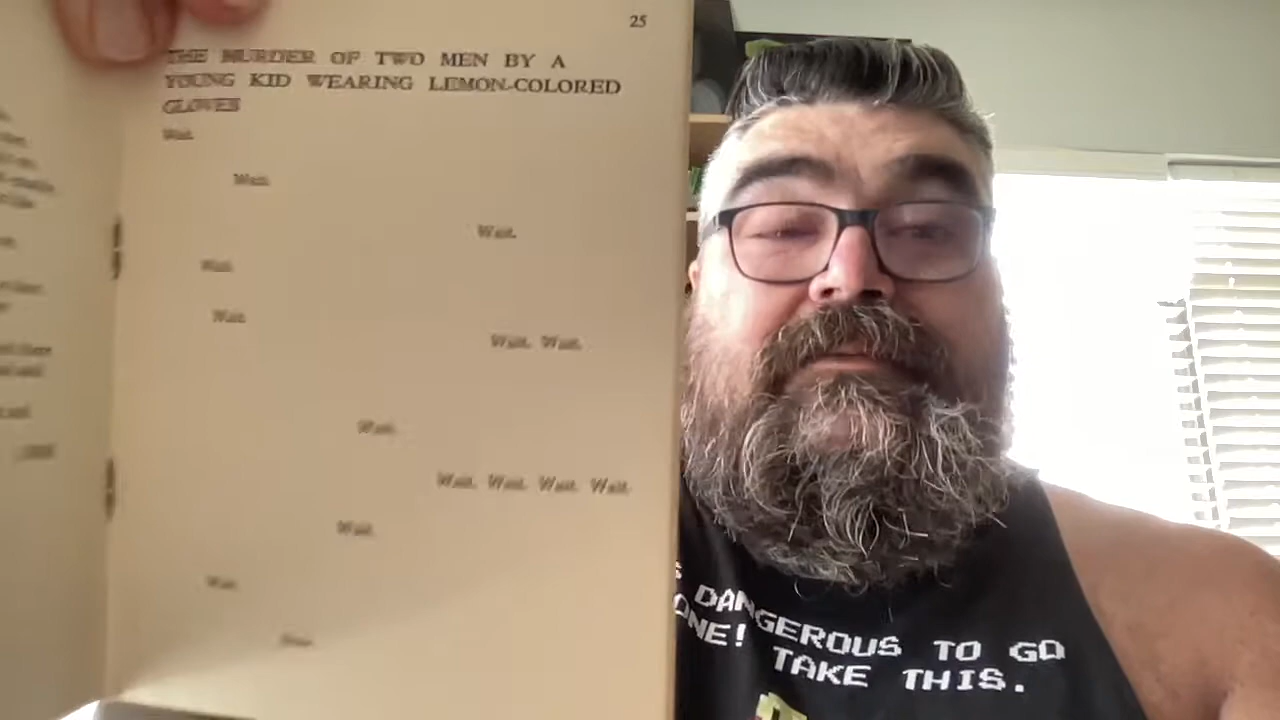 25
THE MURDER OF TWO MEN BY A
YOUNG KID WEARING LEMON-COLORED
GLOVES
Wait.
Wait.
Wait.
Wait.
Wait.
Wait. Wait.
Wait.
Wait. Wait. Wait. Wait.
Wait.
Wait.
DANGEROUS TO GO
ONE!
TAKE THIS.